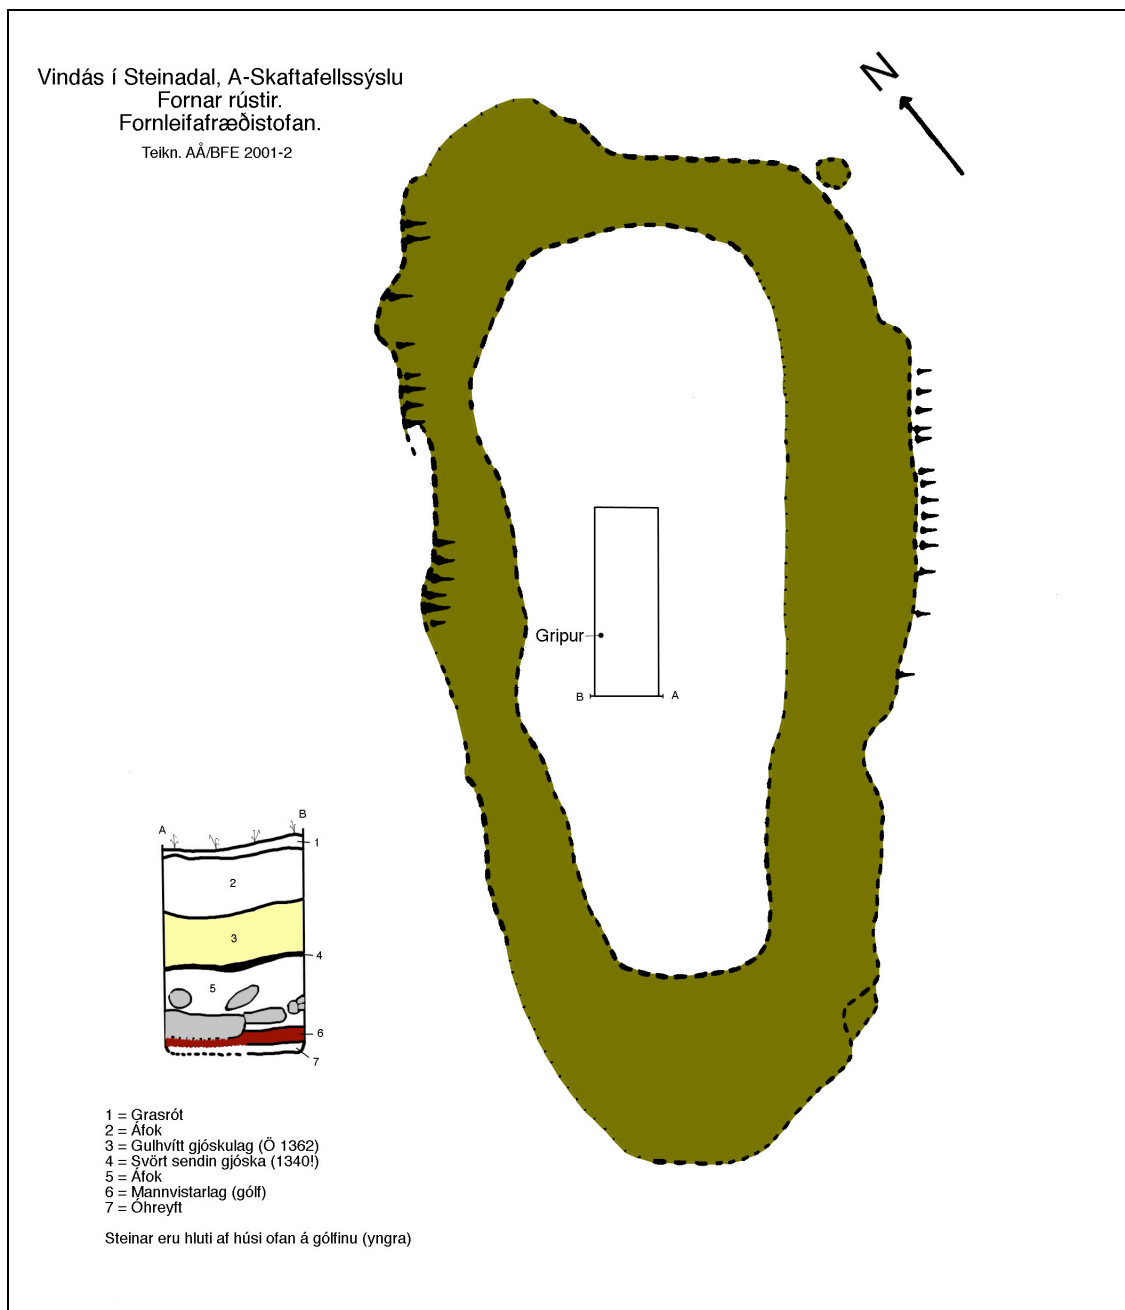 Vindás í Steinadal, A-Skaftafellssýslu
Fornar rústir.
Fornleifafræðistofan.
Teikn. AÅ/BFE 2001-2
N
Gripur
B
A
A
B
1
2
3
4
5
6
7
1 = Grasrót
2 = Áfok
3 = Gulhvítt gjóskulag (Ö 1362)
4 = Svört sendin gjóska (1340!)
5 = Áfok
6 = Mannvistarlag (gólf)
7 = Óhreyft
Steinar eru hluti af húsi ofan á gólfinu (yngra)